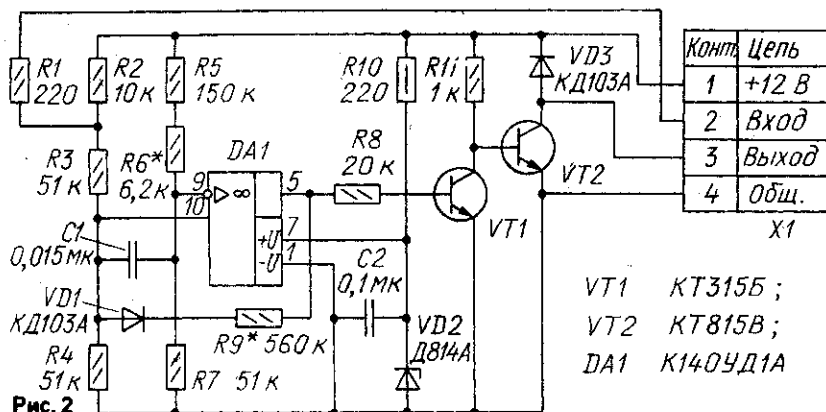 R1
220
R2
10 к
R5
150 к
R10
220
R11
1 к
VD3
КД103А
Конт.
Цепь
1
+12 В
2
Вход
3
Выход
4
Общ.
X1
R3
51 к
R6*
6,2 к
DA1
9
10
▷ ∞
5
7
1
+U
-U
R8
20 к
VT1
VT2
C1
0,015 мк
C2
0,1 мк
VD1
КД103А
R9* 560 к
VD2
Д814А
R4
51 к
R7 51 к
VT1 КТ315Б ;
VT2 КТ815В ;
DA1 К140УД1А
Рис. 2